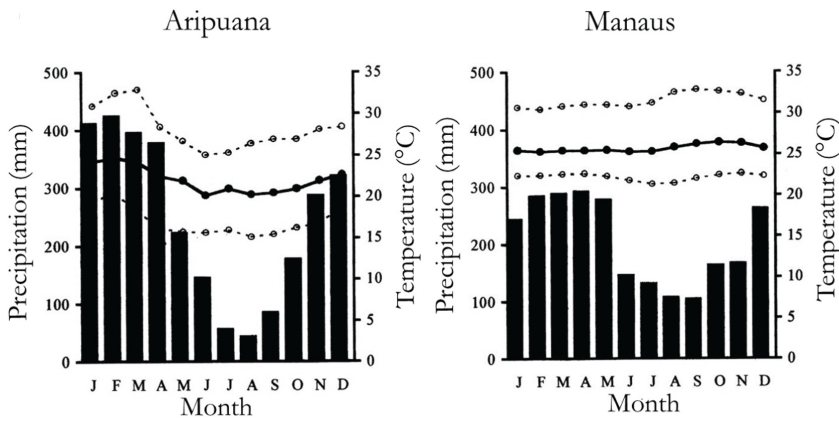 Aripuana
Manaus
Precipitation (mm)
500
400
300
200
100
0
35
30
25
20
15
10
5
0
Temperature (°C)
J F M A M J J A S O N D
Month
Precipitation (mm)
500
400
300
200
100
0
35
30
25
20
15
10
5
0
Temperature (°C)
J F M A M J J A S O N D
Month